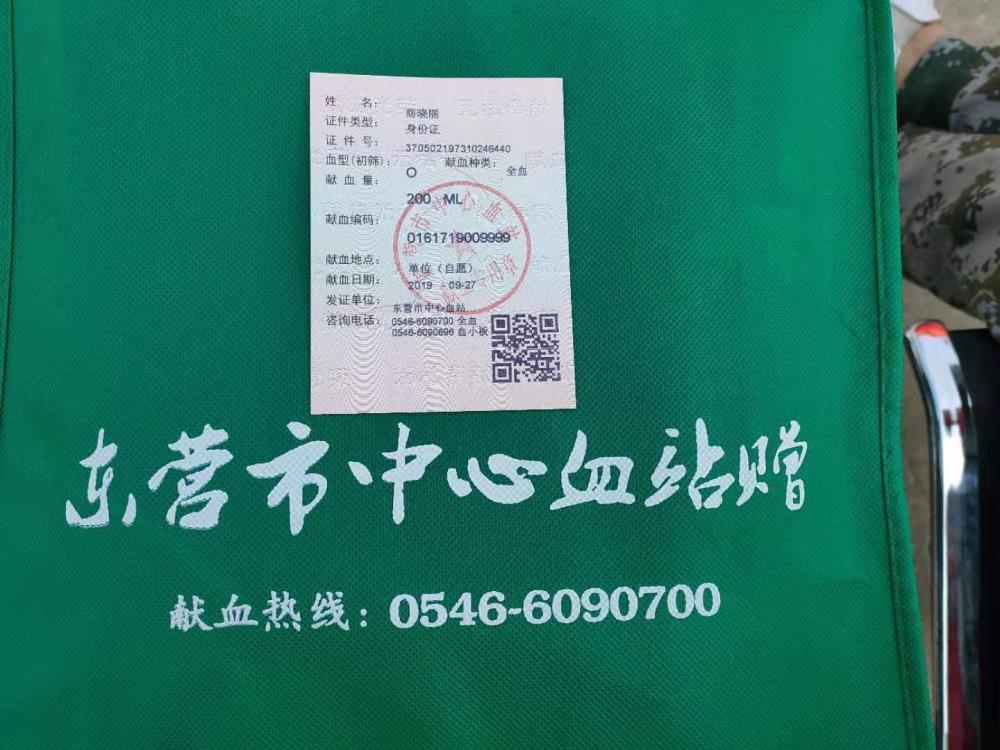 姓 名： 商晓丽
证件类型： 身份证
证 件 号： 370502197310246440
血型(初筛)： O 献血种类： 全血
献 血 量： 200 ML
献血编码： 0161719009999
献血地点： 单位（自愿）
献血日期： 2019 -09-27
发证单位： 东营市中心血站
咨询电话： 0546-6090700 全血
0546-6090696 血小板
东营市中心血站赠
献血热线：0546-6090700